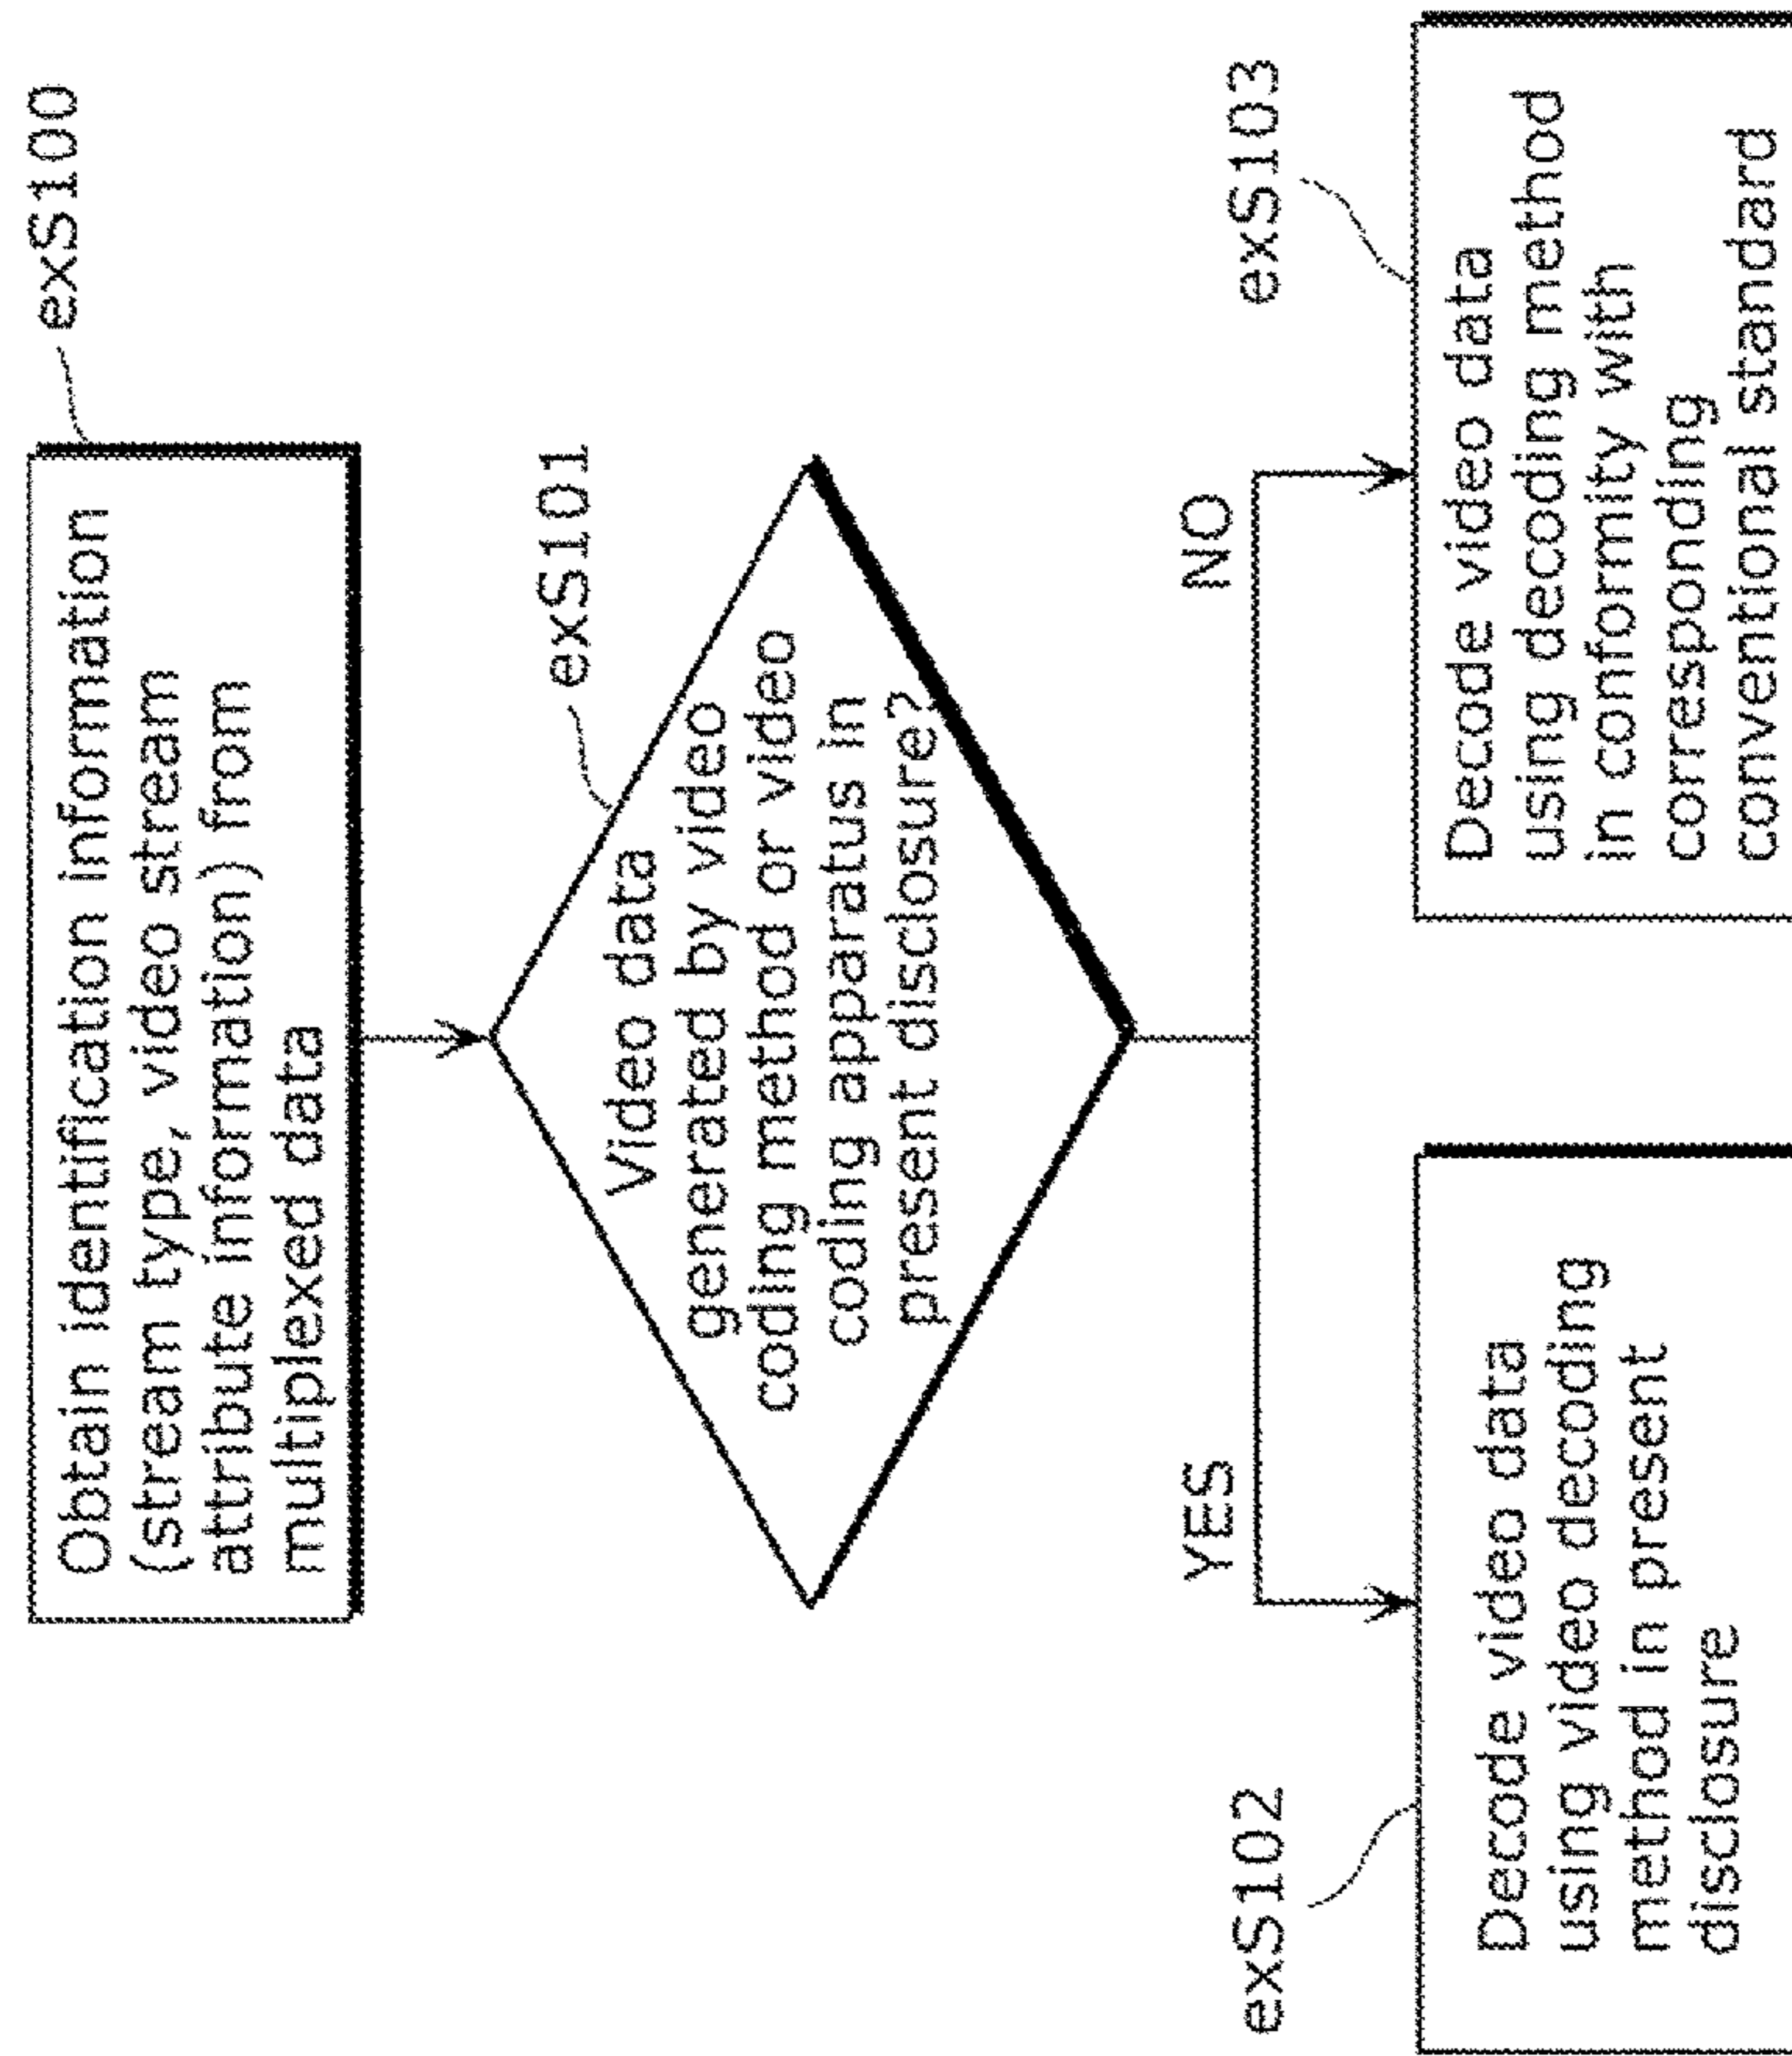 exS100
Obtain identification information
(stream type, video stream
attribute information) from
multiplexed data
exS101
Video data
generated by video
coding method or video
coding apparatus in
present disclosure?
YES
NO
exS102
Decode video data
using video decoding
method in present
disclosure
exS103
Decode video data
using decoding method
in conformity with
corresponding
conventional standard